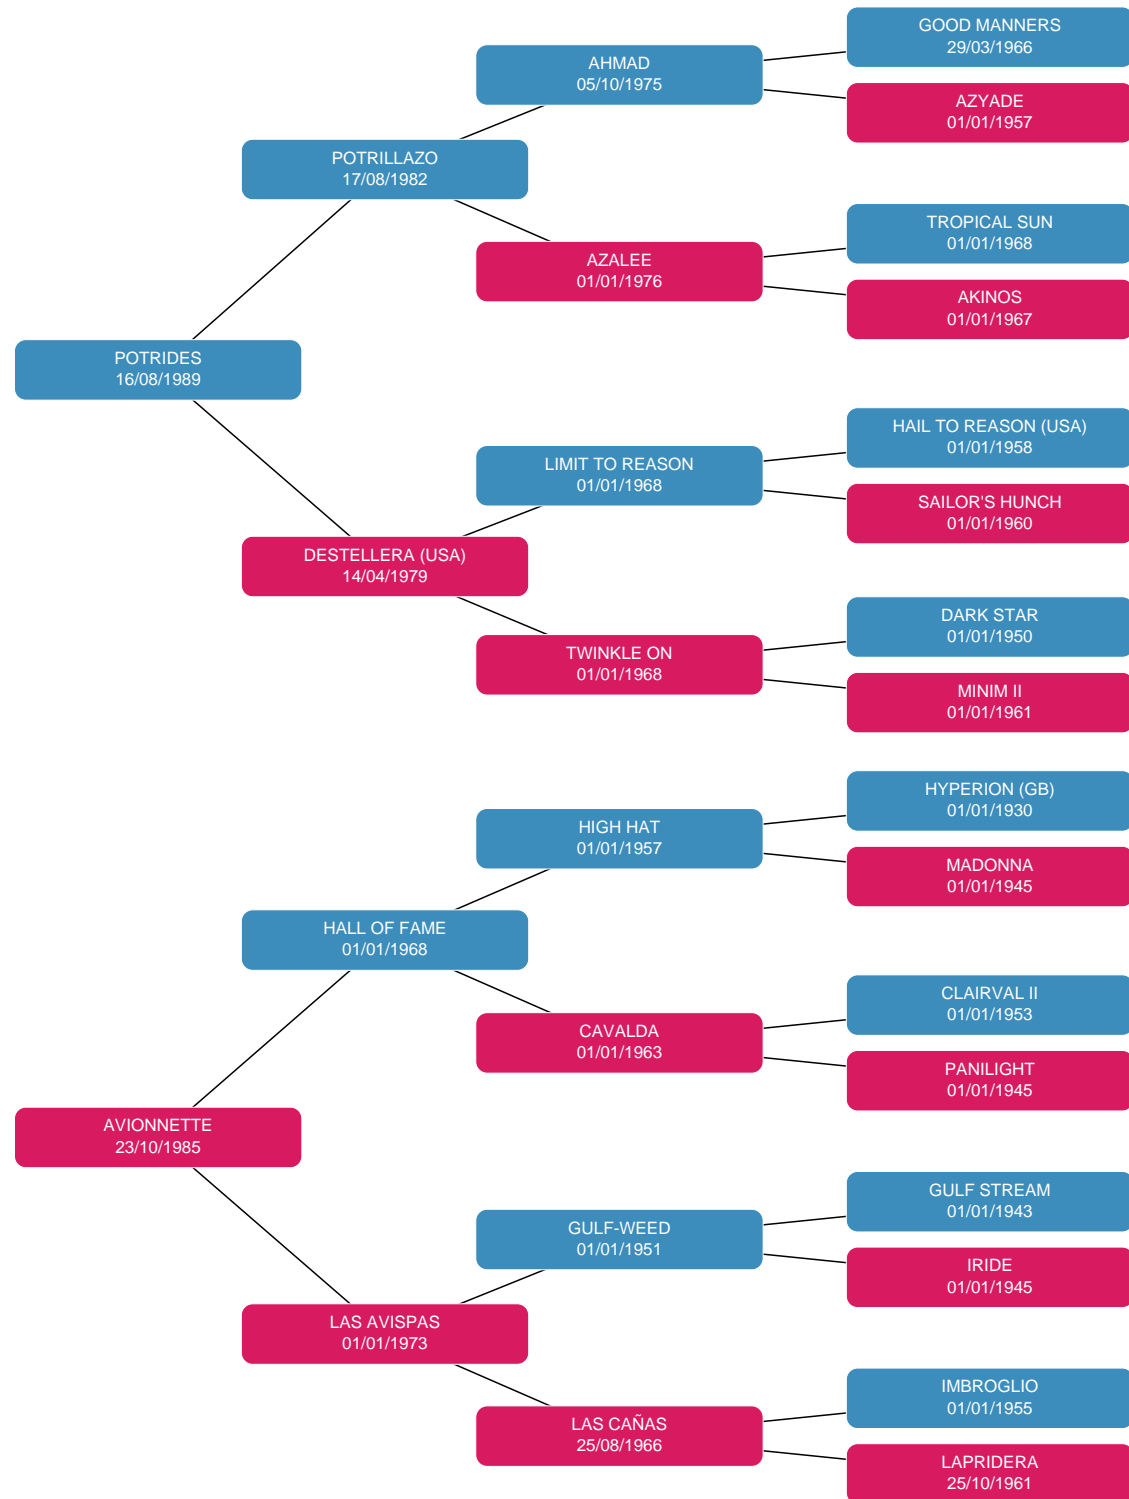 GOOD MANNERS
29/03/1966
AHMAD
05/10/1975
AZYADE
01/01/1957
POTRILLAZO
17/08/1982
TROPICAL SUN
01/01/1968
AZALEE
01/01/1976
AKINOS
01/01/1967
POTRIDES
16/08/1989
HAIL TO REASON (USA)
01/01/1958
LIMIT TO REASON
01/01/1968
SAILOR'S HUNCH
01/01/1960
DESTELLERA (USA)
14/04/1979
DARK STAR
01/01/1950
TWINKLE ON
01/01/1968
MINIM II
01/01/1961
HYPERION (GB)
01/01/1930
HIGH HAT
01/01/1957
MADONNA
01/01/1945
HALL OF FAME
01/01/1968
CLAIRVAL II
01/01/1953
CAVALDA
01/01/1963
PANILIGHT
01/01/1945
AVIONNETTE
23/10/1985
GULF STREAM
01/01/1943
GULF-WEED
01/01/1951
IRIDE
01/01/1945
LAS AVISPAS
01/01/1973
IMBROGLIO
01/01/1955
LAS CAÑAS
25/08/1966
LAPRIDERA
25/10/1961